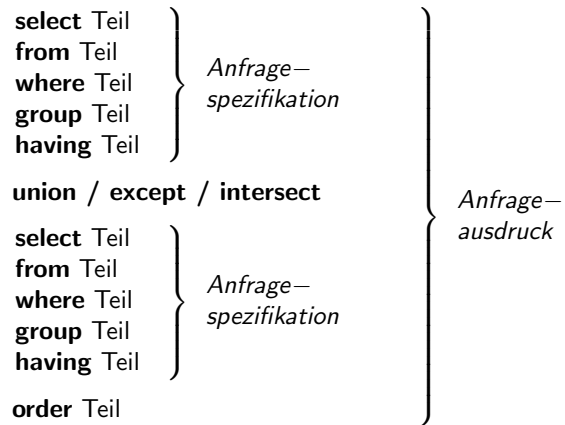 select Teil
from Teil
where Teil
group Teil
having Teil
Anfrage−
spezifikation
union / except / intersect
select Teil
from Teil
where Teil
group Teil
having Teil
Anfrage−
spezifikation
order Teil
Anfrage−
ausdruck